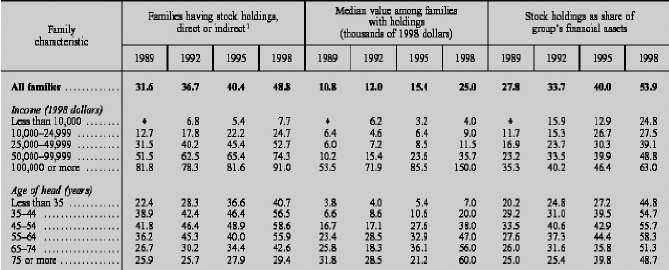 Family characteristic
Families having stock holdings, direct or indirect ¹
Median value among families with holdings (thousands of 1998 dollars)
Stock holdings as share of group's financial assets
1989 1992 1995 1998 1989 1992 1995 1998 1989 1992 1995 1998
All families .............. 31.6 36.7 40.4 48.8 10.8 12.0 15.4 25.0 27.8 33.7 40.0 53.9
Income (1998 dollars)
Less than 10,000 ......... * 6.8 5.4 7.7 * 6.2 3.2 4.0 * 15.9 12.9 24.8
10,000–24,999 ............ 12.7 17.8 22.2 24.7 6.4 4.6 6.4 9.0 11.7 15.3 26.7 27.5
25,000–49,999 ............ 31.5 40.2 45.4 52.7 6.0 7.2 8.5 11.5 16.9 23.7 30.3 39.1
50,000–99,999 ............ 51.5 62.5 65.4 74.3 10.2 15.4 23.6 35.7 23.2 33.5 39.9 48.8
100,000 or more .......... 81.8 78.3 81.6 91.0 53.5 71.9 85.5 150.0 35.3 40.2 46.4 63.0
Age of head (years)
Less than 35 .............. 22.4 28.3 36.6 40.7 3.8 4.0 5.4 7.0 20.2 24.8 27.2 44.8
35–44 .................... 38.9 42.4 46.4 56.5 6.6 8.6 10.6 20.0 29.2 31.0 39.5 54.7
45–54 .................... 41.8 46.4 48.9 58.6 16.7 17.1 27.6 38.0 33.5 40.6 42.9 55.7
55–64 .................... 36.2 45.3 40.0 55.9 23.4 28.5 32.9 47.0 27.6 37.3 44.4 58.3
65–74 .................... 26.7 30.2 34.4 42.6 25.8 18.3 36.1 56.0 26.0 31.6 35.8 51.3
75 or more ............... 25.9 25.7 27.9 29.4 31.8 28.5 21.2 60.0 25.0 25.4 39.8 48.7